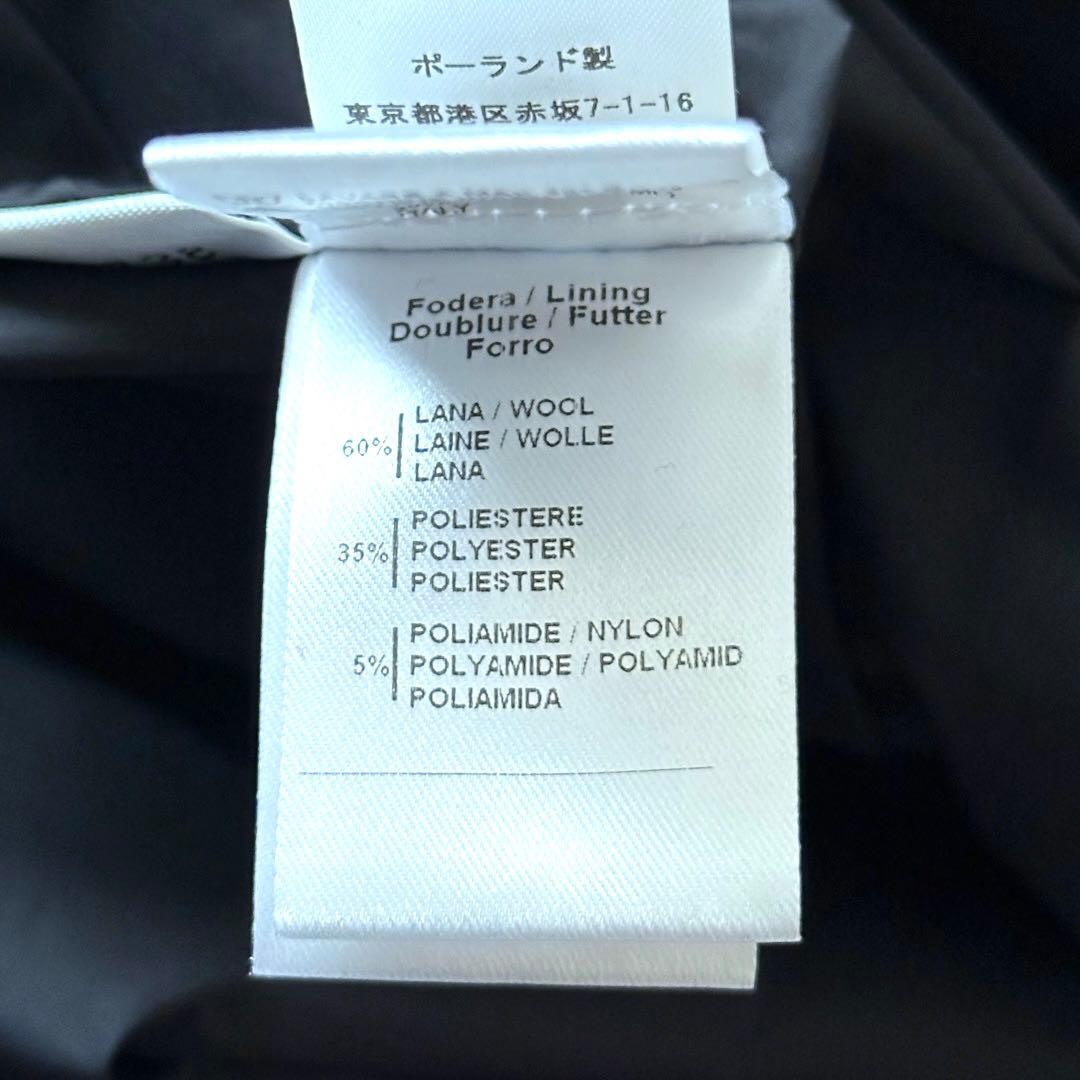 ポーランド製
東京都港区赤坂7-1-16
ITALY
Fodera / Lining
Doublure / Futter
Forro
60%
LANA / WOOL
LAINE / WOLLE
LANA
35%
POLIESTERE
POLYESTER
POLIESTER
5%
POLIAMIDE / NYLON
POLYAMIDE / POLYAMID
POLIAMIDA